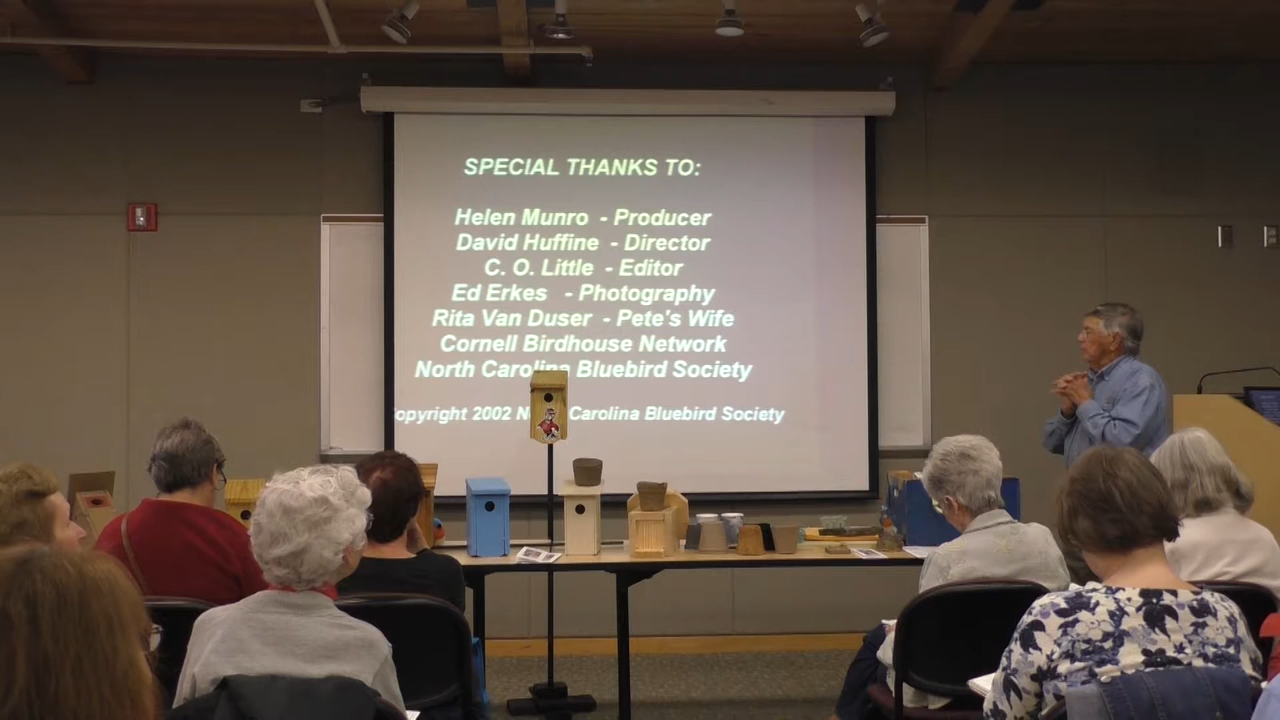 SPECIAL THANKS TO:
Helen Munro - Producer
David Huffine - Director
C. O. Little - Editor
Ed Erkes - Photography
Rita Van Duser - Pete's Wife
Cornell Birdhouse Network
North Carolina Bluebird Society
opyright 2002 N Carolina Bluebird Society